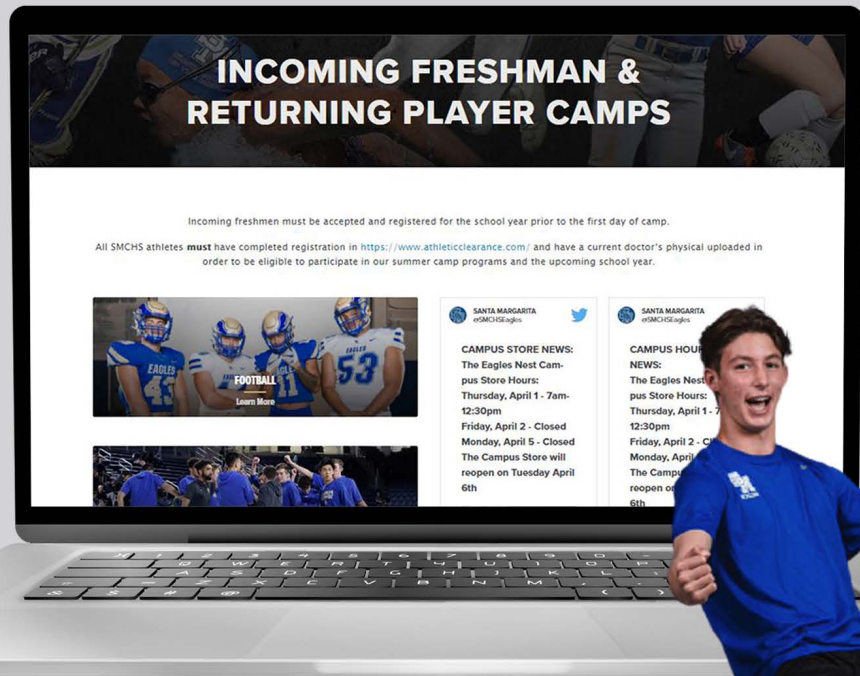 INCOMING FRESHMAN &
RETURNING PLAYER CAMPS
Incoming freshmen must be accepted and registered for the school year prior to the first day of camp.
All SMCHS athletes must have completed registration in https://www.athleticclearance.com/ and have a current doctor's physical uploaded in
order to be eligible to participate in our summer camp programs and the upcoming school year.
EAGLES
43
41
EAGLES
53
FOOTBALL
Learn More
SANTA MARGARITA
@SMCHSEagles
CAMPUS STORE NEWS:
The Eagles Nest Cam-
pus Store Hours:
Thursday, April 1 - 7am-
12:30pm
Friday, April 2 - Closed
Monday, April 5 - Closed
The Campus Store will
reopen on Tuesday April
6th
SANTA MARGARITA
@SMCHSEagles
CAMPUS HOUR
NEWS:
The Eagles Nest
pus Store Hours:
Thursday, April 1 - 7
12:30pm
Friday, April 2 - Cl
Monday, April
The Campu
reopen on
6th